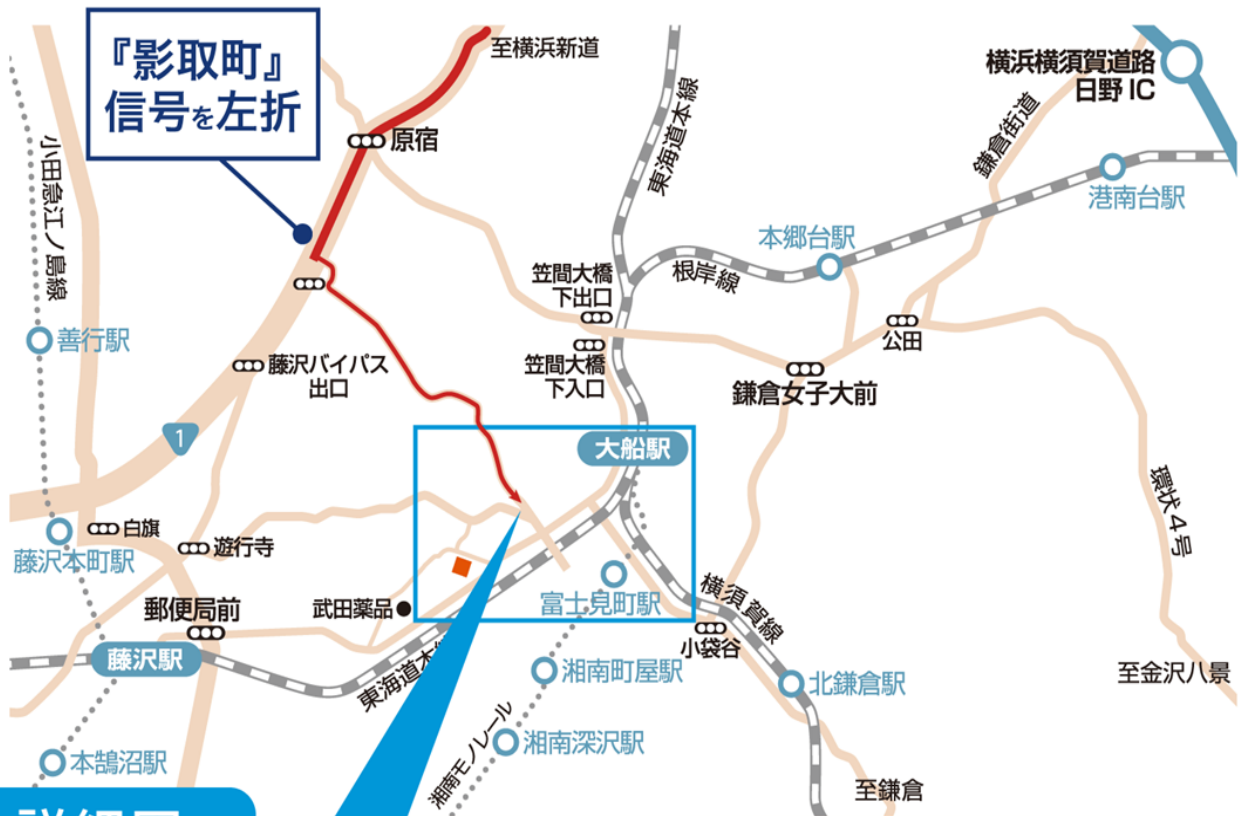 『影取町』
信号を左折
至横浜新道
原宿
東海道本線
横浜横須賀道路
日野 IC
鎌倉街道
港南台駅
本郷台駅
根岸線
小田急江ノ島線
善行駅
笠間大橋
下出口
笠間大橋
下入口
公田
鎌倉女子大前
藤沢バイパス
出口
1
大船駅
環状4号
白旗
遊行寺
藤沢本町駅
郵便局前
武田薬品
富士見町駅
横須賀線
小袋谷
藤沢駅
東海道本
湘南町屋駅
北鎌倉駅
至金沢八景
本鵠沼駅
湘南モノレール
湘南深沢駅
至鎌倉